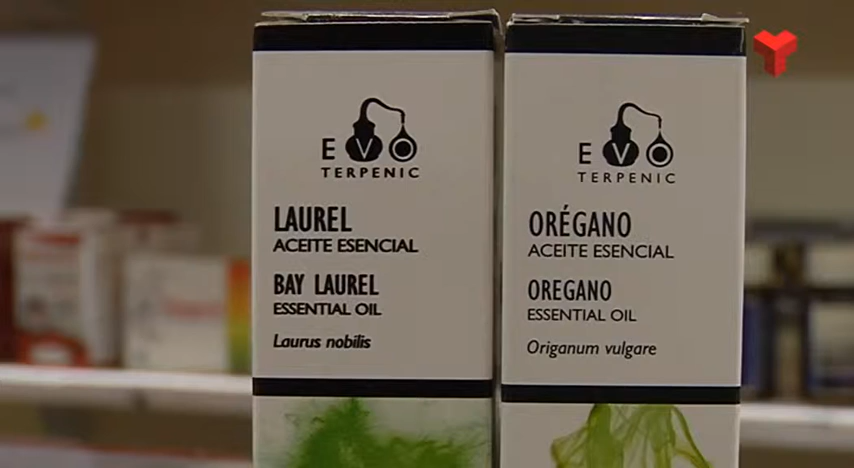 EVO
TERPENIC
LAUREL
ACEITE ESENCIAL
BAY LAUREL
ESSENTIAL OIL
Laurus nobilis
EVO
TERPENIC
ORÉGANO
ACEITE ESENCIAL
OREGANO
ESSENTIAL OIL
Origanum vulgare